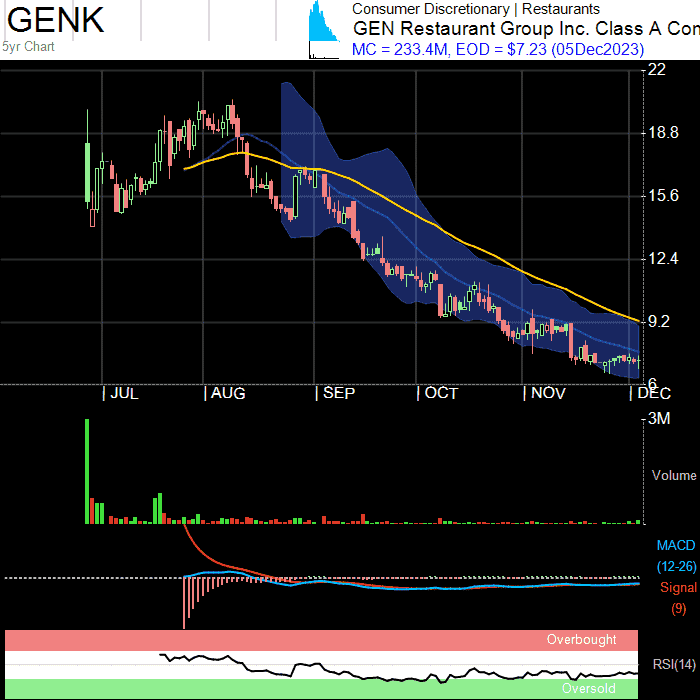 GENK
5yr Chart
Consumer Discretionary | Restaurants
GEN Restaurant Group Inc. Class A Con
MC = 233.4M, EOD = $7.23 (05Dec2023)
22
18.8
15.6
12.4
9.2
6
JUL AUG SEP OCT NOV DEC
3M
Volume
MACD
(12-26)
Signal
(9)
Overbought
RSI(14)
Oversold